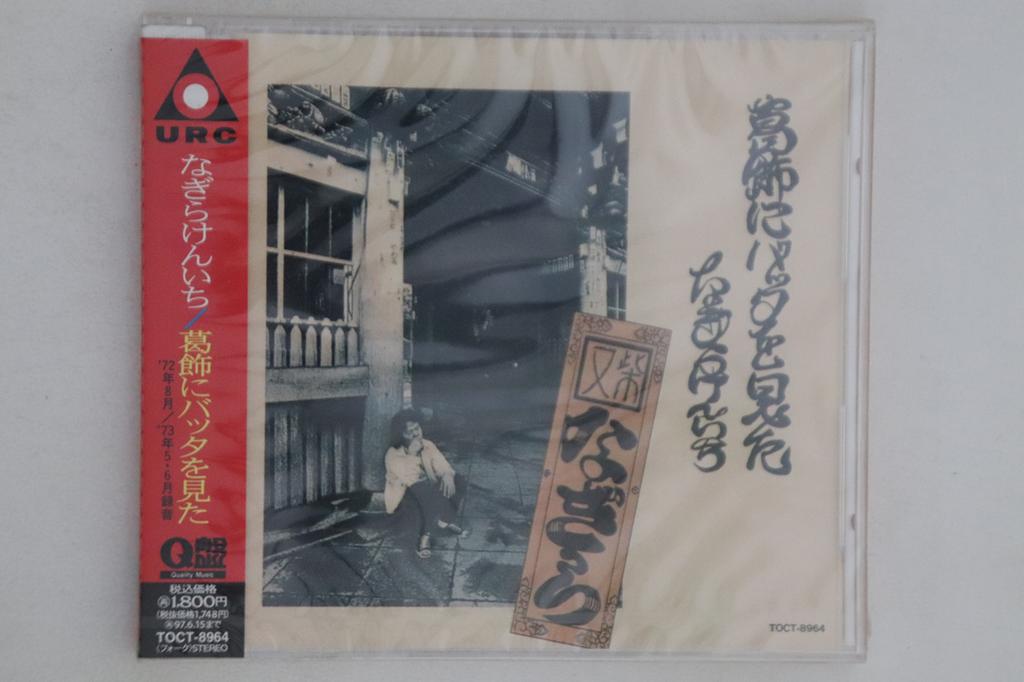 URC
なぎらけんいち/葛飾にバッタを見た
'72年8月/'73年5・6月録音
Q盤
Quality Music
税込価格
再1,800円
(税抜価格1,748円)
再97.6.15まで
TOCT-8964
(フォーク)STEREO
葛飾にバッタを見た
なぎらけんいち
又 柴
なぎら
TOCT-8964